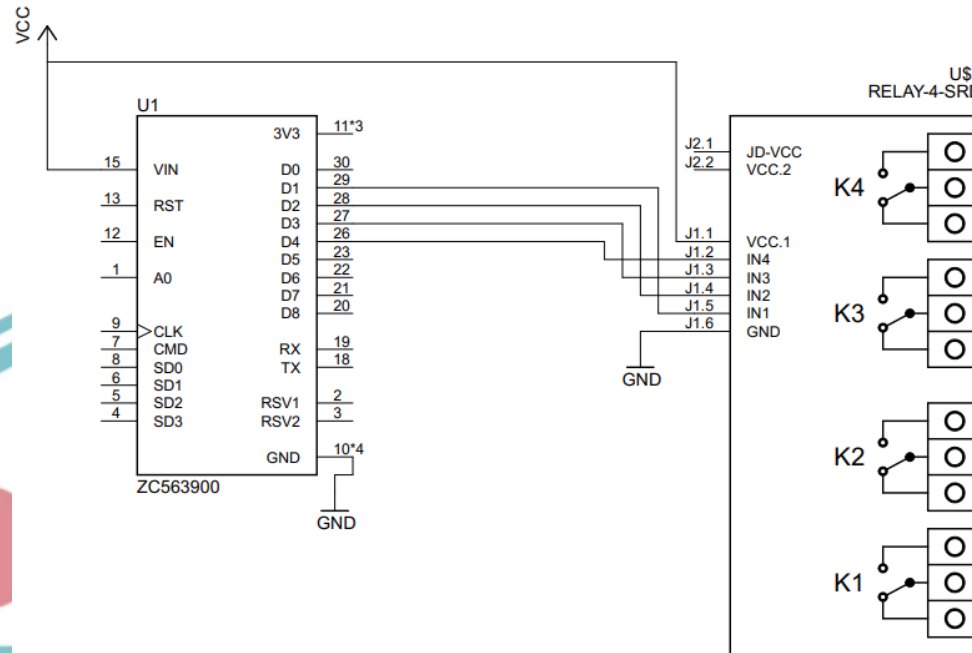 VCC
U1
3V3
11*3
15
VIN
D0
30
D1
29
13
RST
D2
28
D3
27
12
EN
D4
26
D5
23
1
A0
D6
22
D7
21
D8
20
9
CLK
7
CMD
RX
19
8
SD0
TX
18
6
SD1
5
SD2
RSV1
2
4
SD3
RSV2
3
GND
10*4
ZC563900
GND
U$
RELAY-4-SR
J2.1
JD-VCC
J2.2
VCC.2
K4
J1.1
VCC.1
J1.2
IN4
J1.3
IN3
J1.4
IN2
J1.5
IN1
J1.6
GND
GND
K3
K2
K1